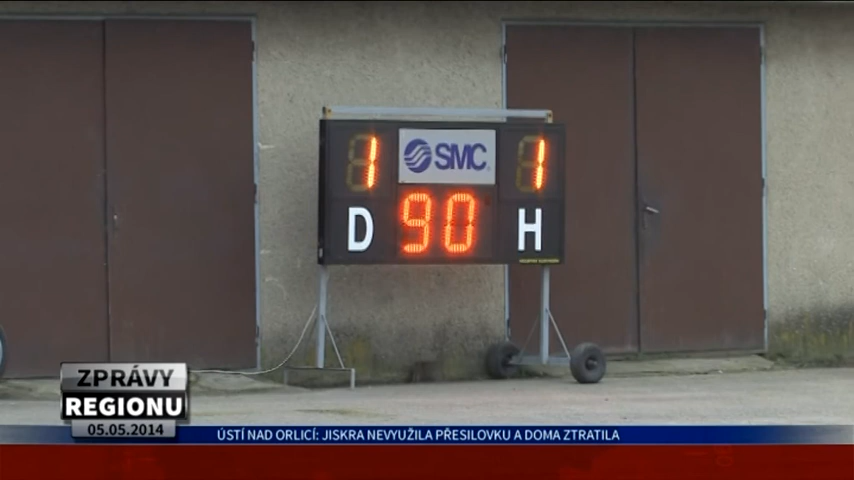 1 SMC 1
D 90 H
ZPRÁVY
REGIONU
05.05.2014
ÚSTÍ NAD ORLICÍ: JISKRA NEVYUŽILA PŘESILOVKU A DOMA ZTRATILA